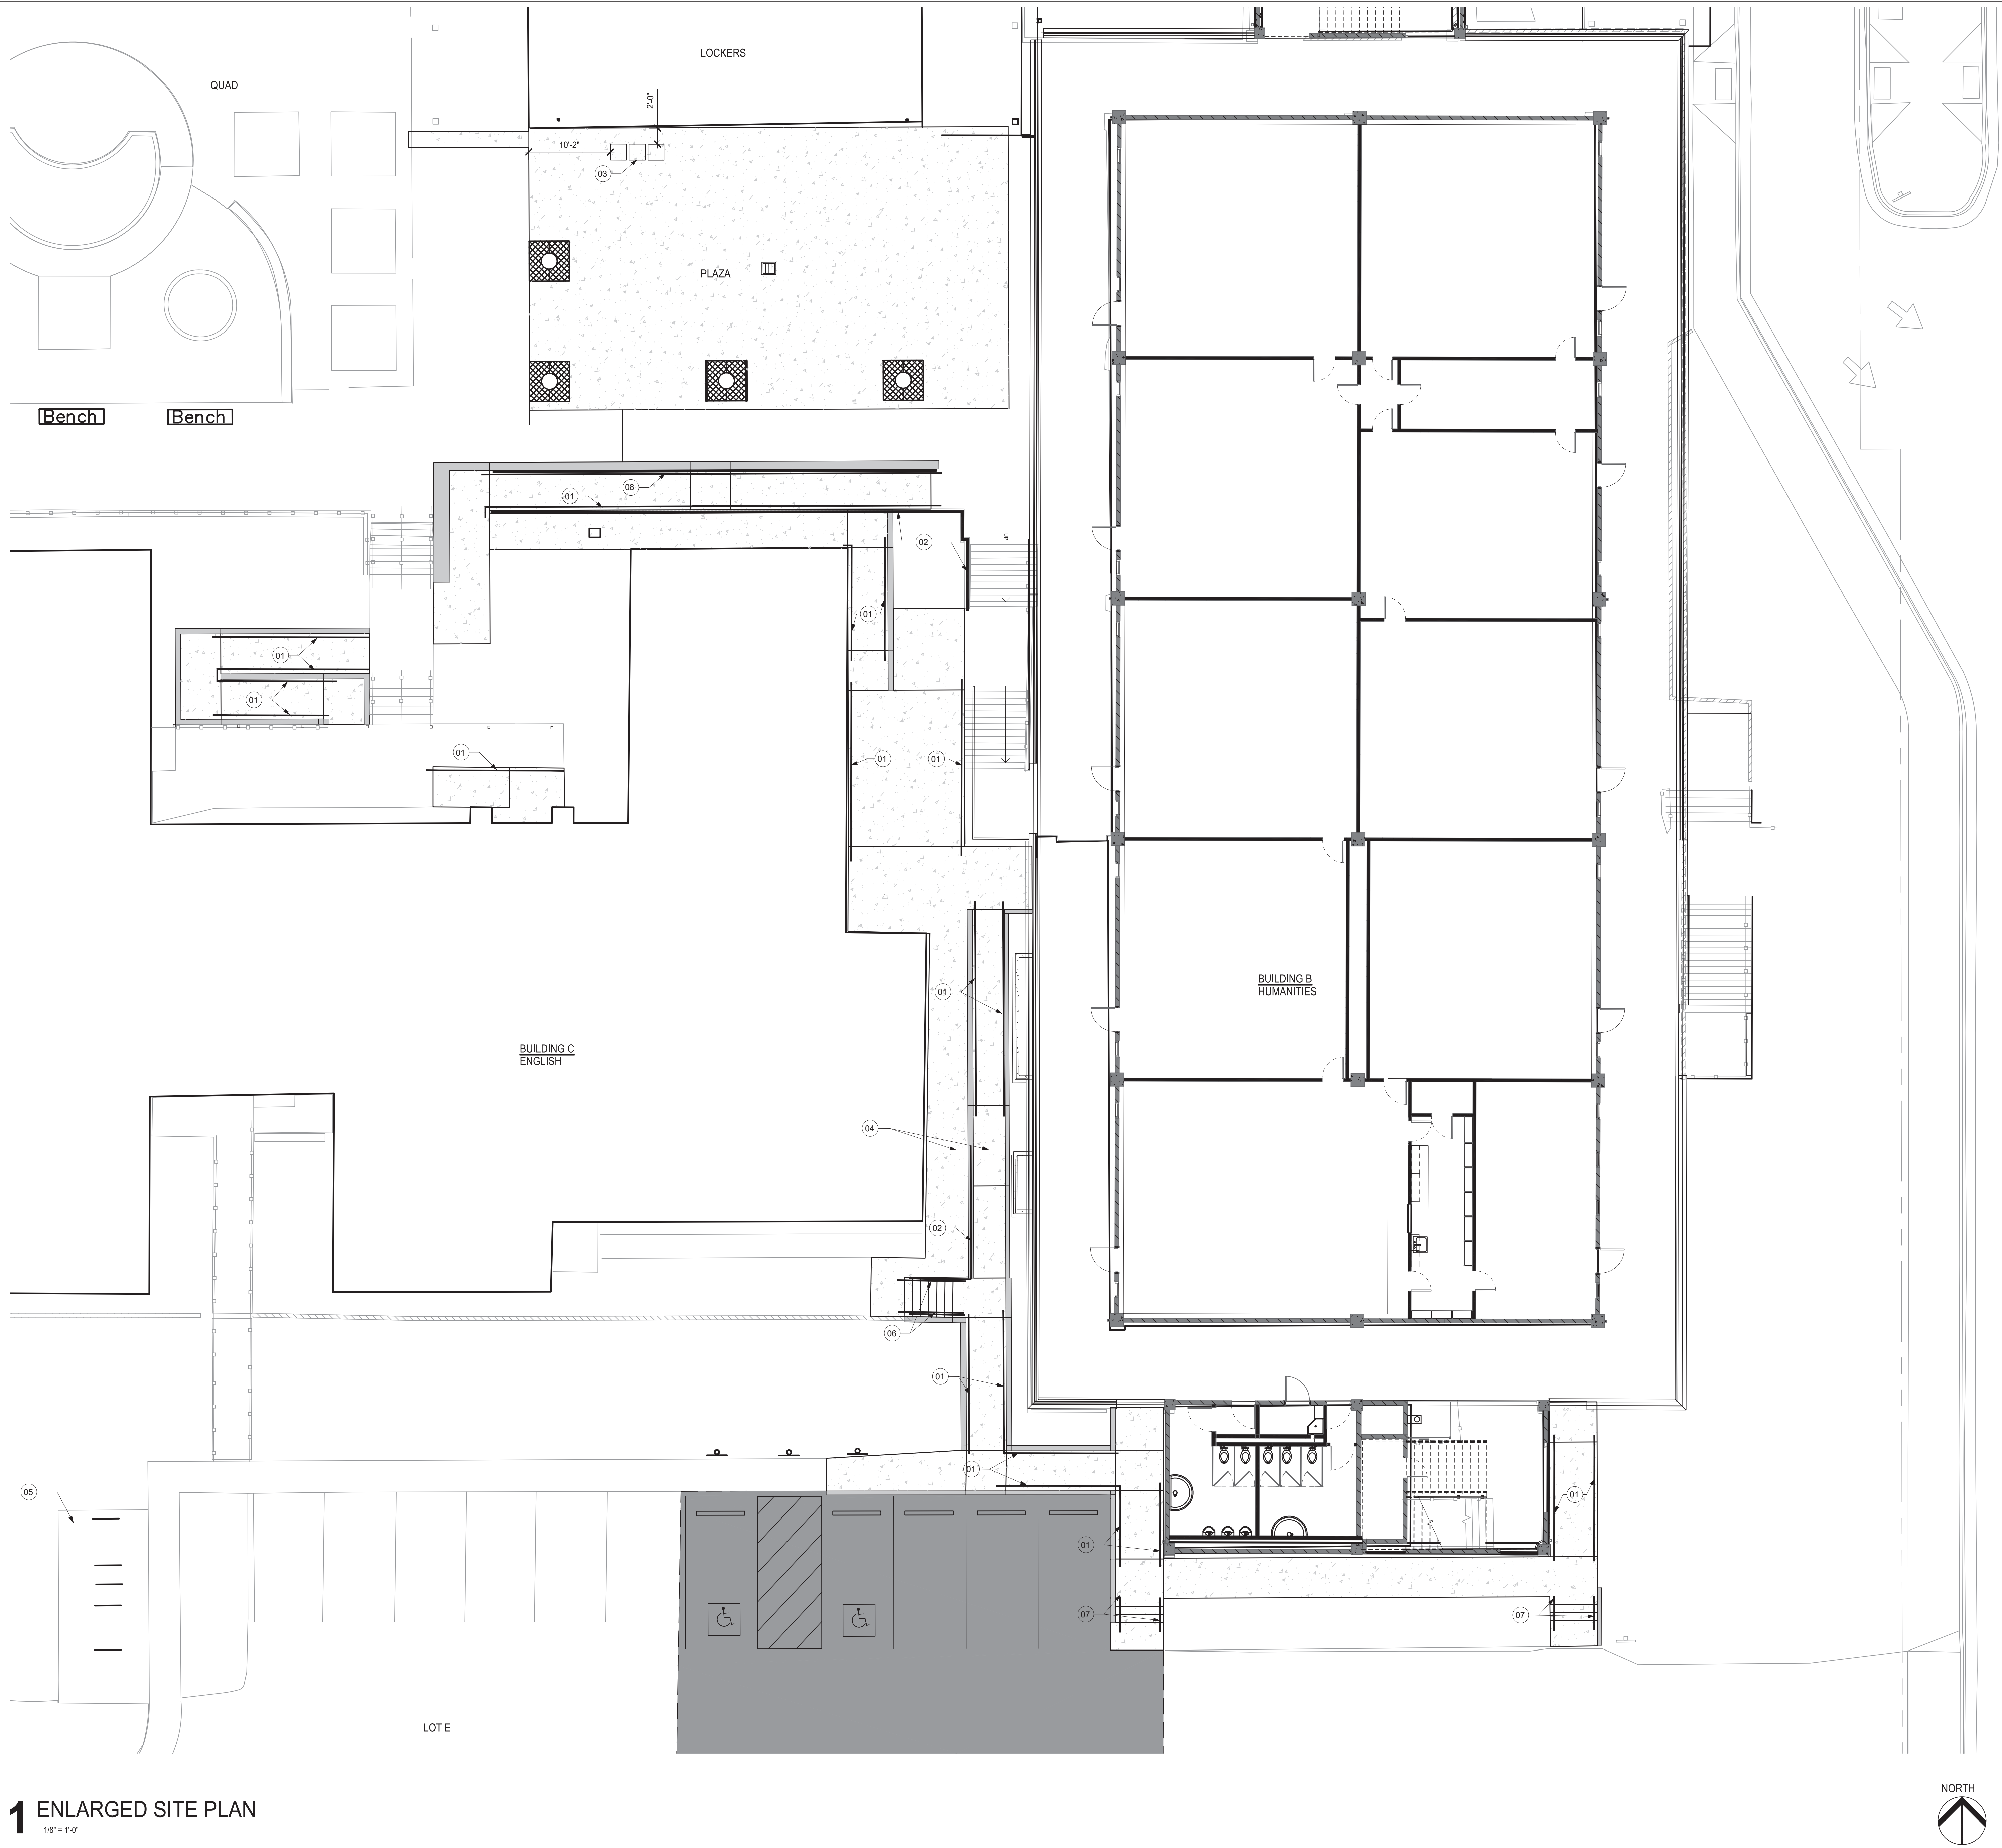 LOCKERS
QUAD
2'-0"
10'-2"
03
PLAZA
Bench
Bench
08
01
02
01
01
01
01
01
01
BUILDING B
HUMANITIES
01
BUILDING C
ENGLISH
04
02
06
01
01
05
01
01
07
07
LOT E
1 ENLARGED SITE PLAN
1/8" = 1'-0"
NORTH